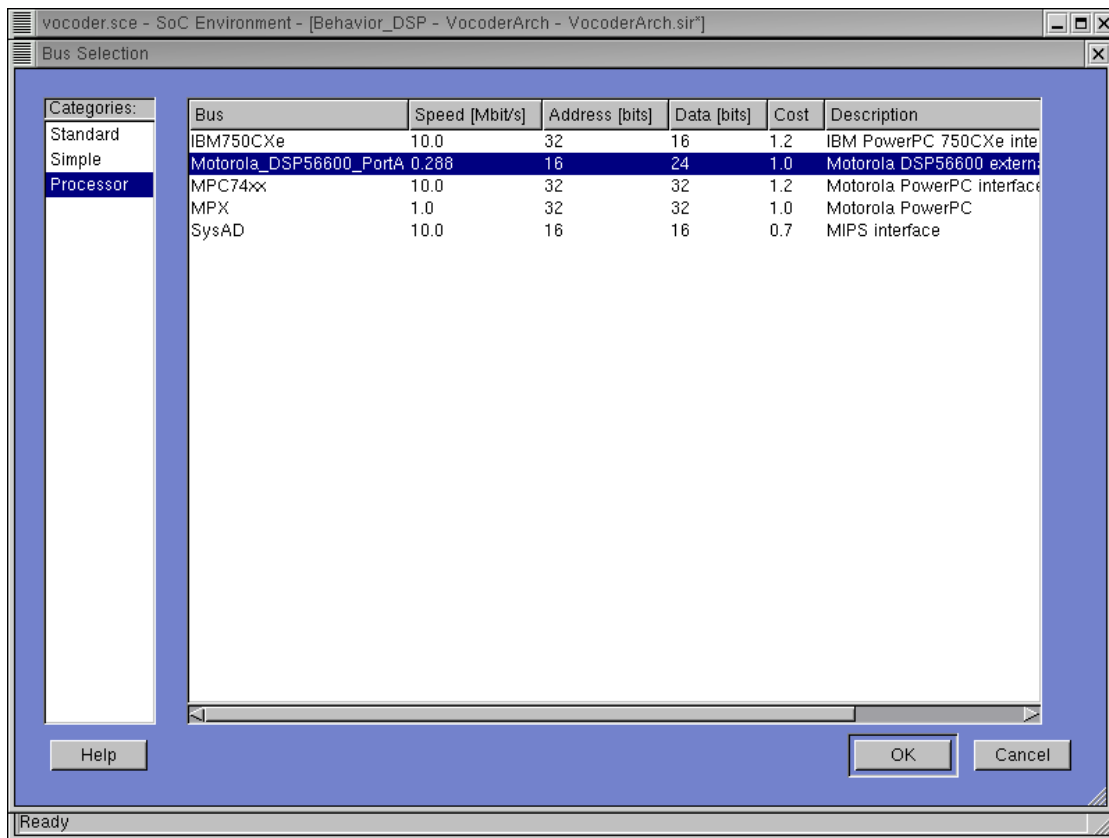 vocoder.sce - SoC Environment - [Behavior_DSP - VocoderArch - VocoderArch.sir*]
Bus Selection
Categories:
Standard
Simple
Processor
Bus Speed [Mbit/s] Address [bits] Data [bits] Cost Description
IBM750CXe 10.0 32 16 1.2 IBM PowerPC 750CXe inte
Motorola_DSP56600_PortA 0.288 16 24 1.0 Motorola DSP56600 extern
MPC74xx 10.0 32 32 1.2 Motorola PowerPC interface
MPX 1.0 32 32 1.0 Motorola PowerPC
SysAD 10.0 16 16 0.7 MIPS interface
Help OK Cancel
Ready